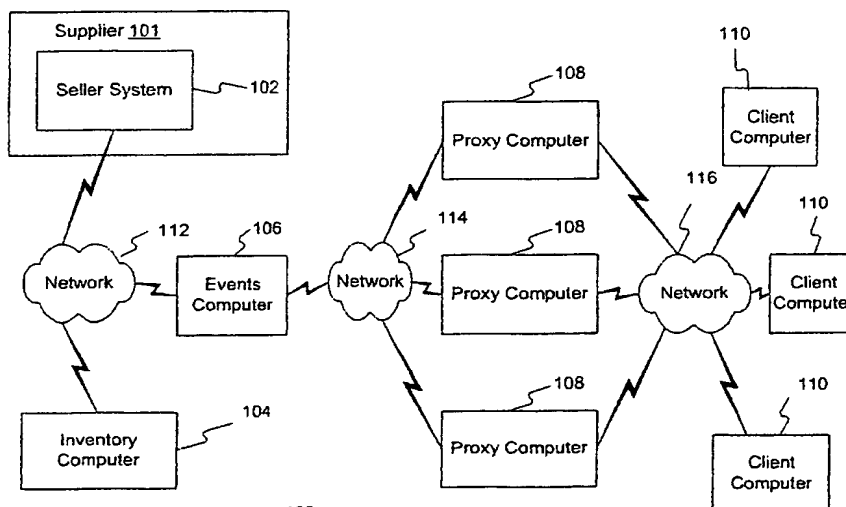 Supplier 101
Seller System
102
108
110
Proxy Computer
Client
Computer
112
106
114
116
Network
Events
Computer
Network
108
Proxy Computer
Network
110
Client
Compute
108
110
Inventory
Computer
104
Proxy Computer
Client
Computer